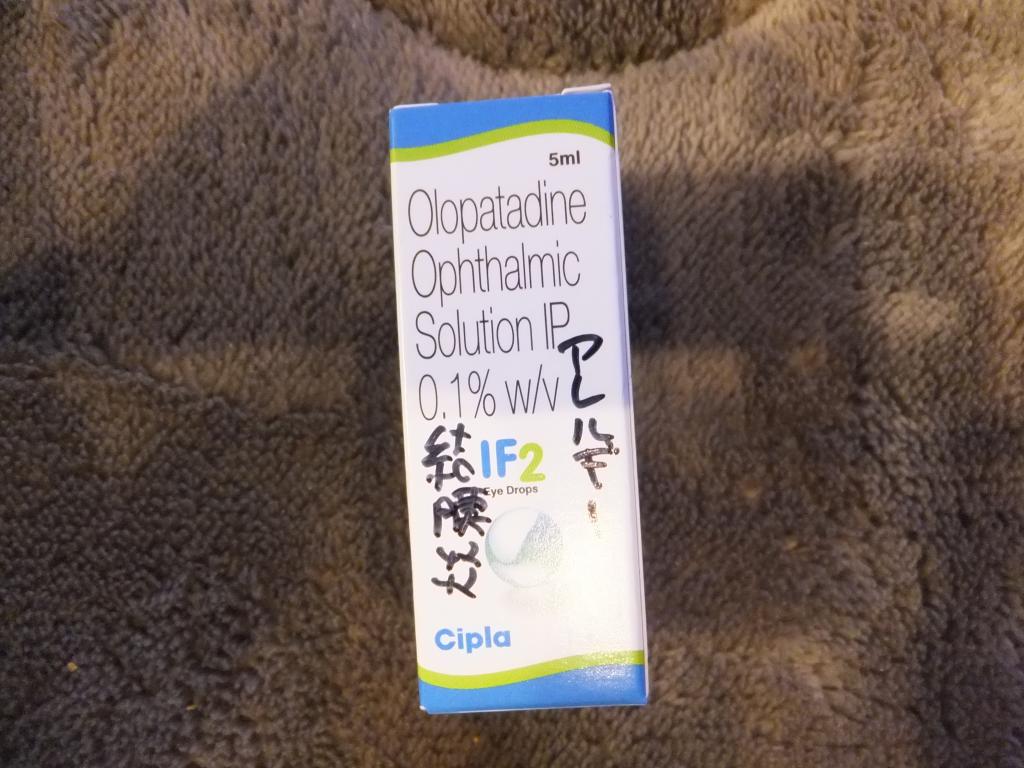 5ml
Olopatadine
Ophthalmic
Solution IP
0.1% w/v
アレルギー
結膜炎
IF2
Eye Drops
Cipla